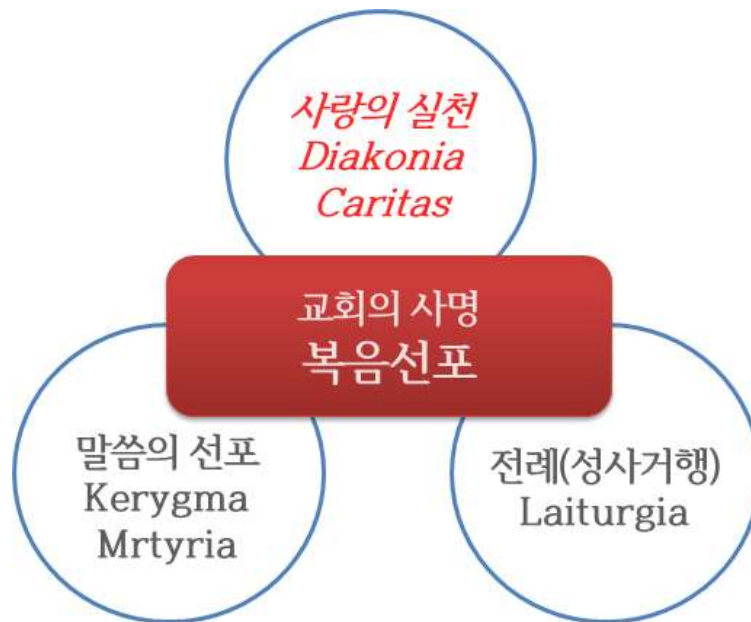 사랑의 실천
Diakonia
Caritas
교회의 사명
복음선포
말씀의 선포
Kerygma
Mrtyria
전례(성사거행)
Laiturgia